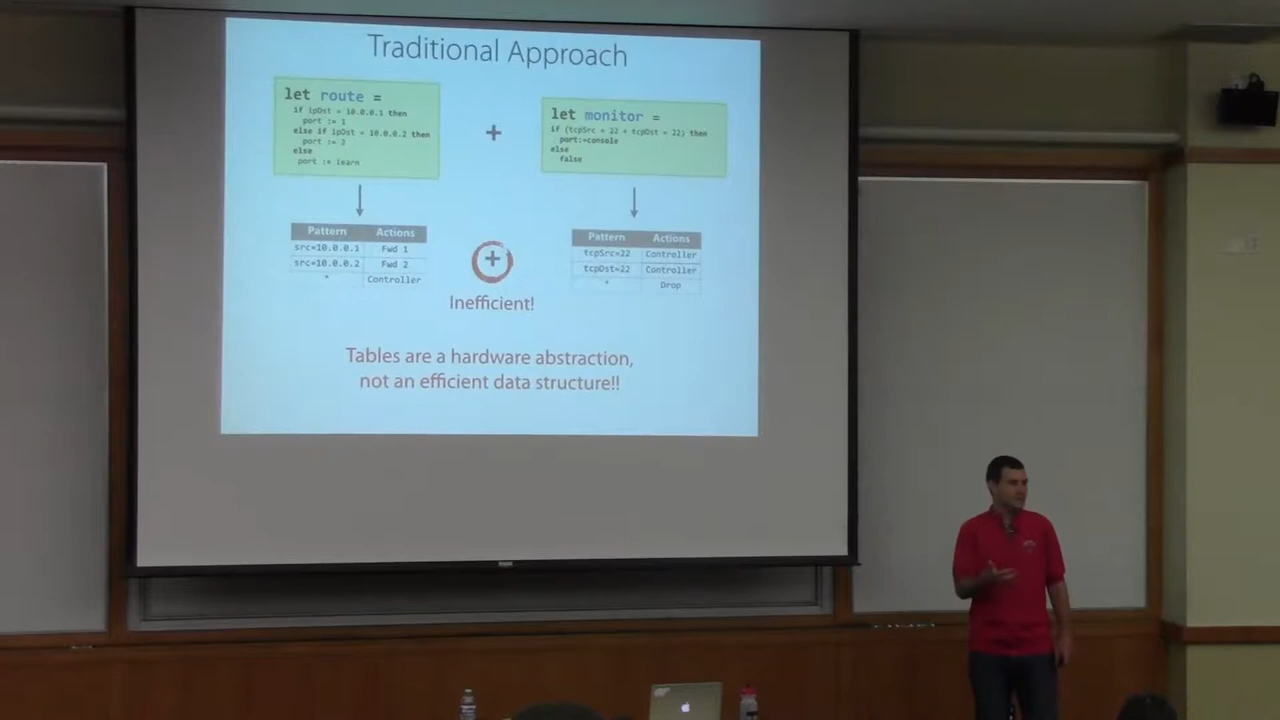 Traditional Approach
let route =
if ipDst = 10.0.0.1 then
port := 1
else if ipDst = 10.0.0.2 then
port := 2
else
port := learn
+
let monitor =
if (tcpSrc = 22 + tcpDst = 22) then
port:=console
else
false
Pattern Actions
src=10.0.0.1 Fwd 1
src=10.0.0.2 Fwd 2
* Controller
+
Inefficient!
Pattern Actions
tcpSrc=22 Controller
tcpDst=22 Controller
* Drop
Tables are a hardware abstraction,
not an efficient data structure!!